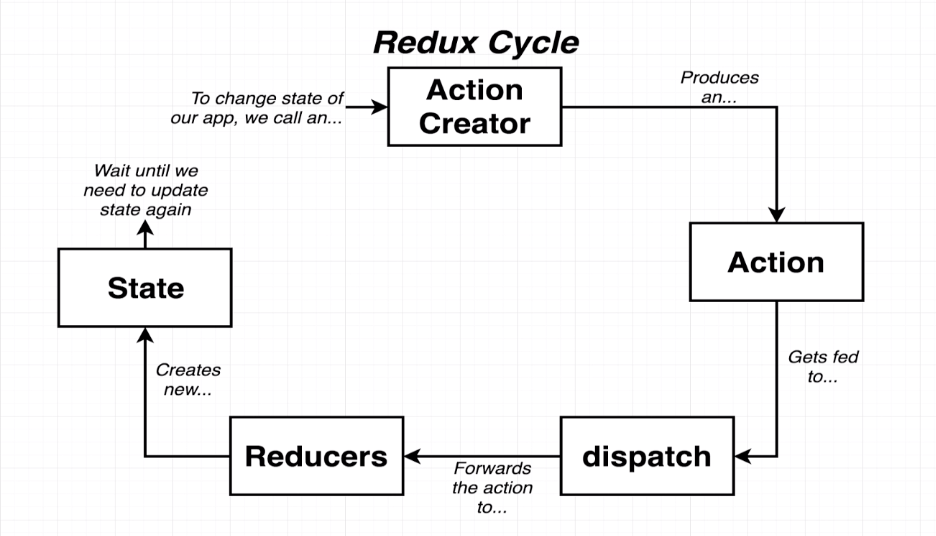 Redux Cycle
To change state of
our app, we call an...
Action
Creator
Produces
an...
Action
Gets fed
to...
dispatch
Forwards
the action
to...
Reducers
Creates
new...
State
Wait until we
need to update
state again